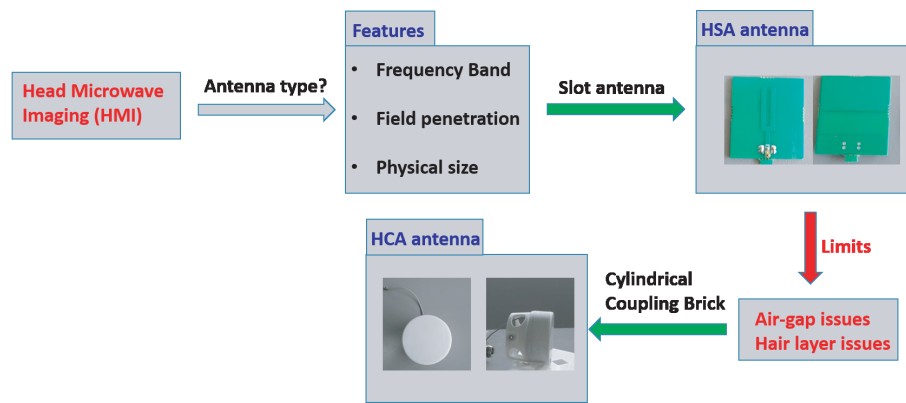 Features
HSA antenna
Head Microwave
Imaging (HMI)
Antenna type?
• Frequency Band
• Field penetration
• Physical size
Slot antenna
Limits
HCA antenna
Cylindrical
Coupling Brick
Air-gap issues
Hair layer issues